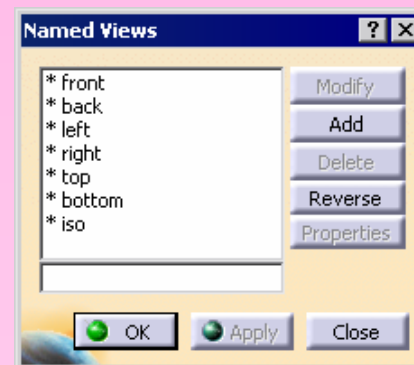 Named Views
* front
* back
* left
* right
* top
* bottom
* iso
Modify
Add
Delete
Reverse
Properties
OK
Apply
Close